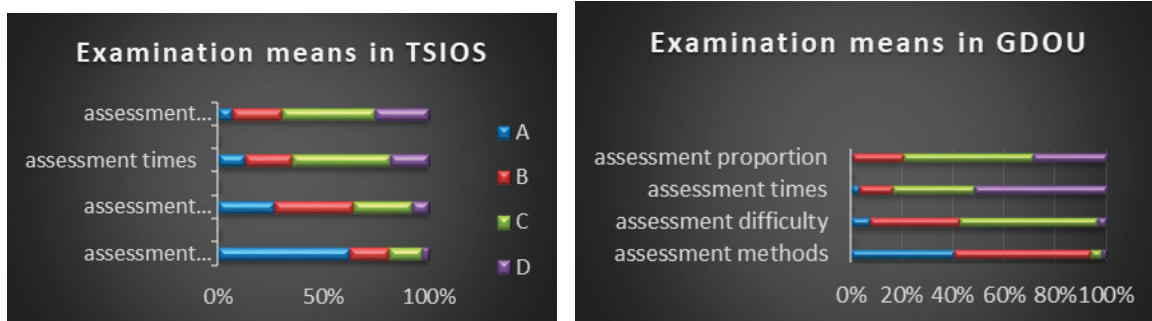 Examination means in TSIOS
assessment...
assessment times
assessment...
assessment...
0% 50% 100%
A
B
C
D
Examination means in GDOU
assessment proportion
assessment times
assessment difficulty
assessment methods
0% 20% 40% 60% 80% 100%